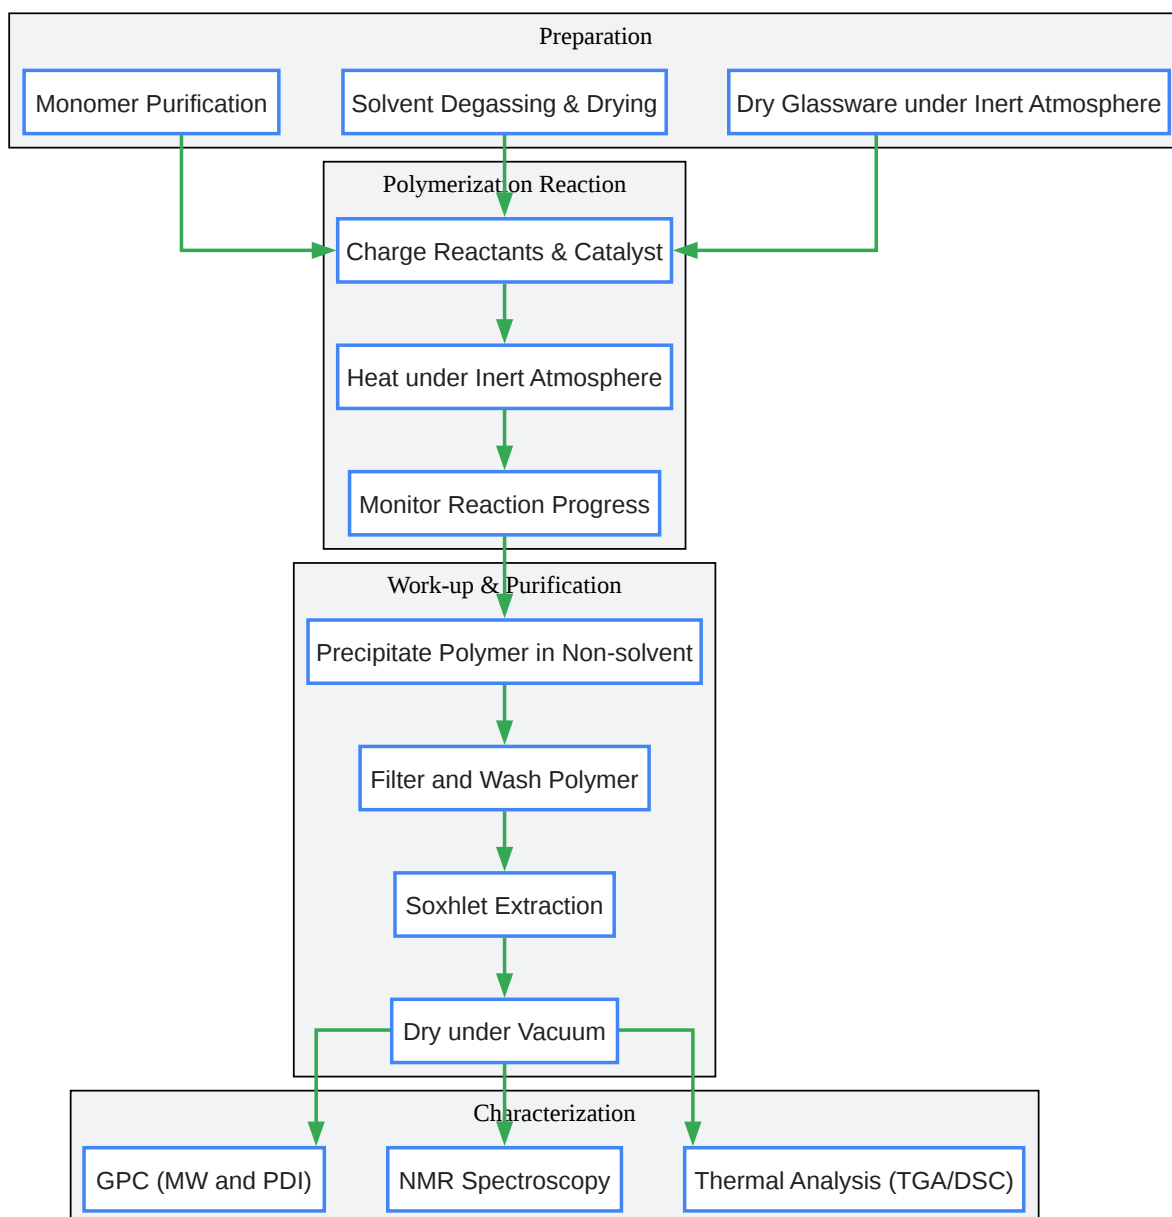 Preparation
Monomer Purification
Solvent Degassing & Drying
Dry Glassware under Inert Atmosphere
Polymerization Reaction
Charge Reactants & Catalyst
Heat under Inert Atmosphere
Monitor Reaction Progress
Work-up & Purification
Precipitate Polymer in Non-solvent
Filter and Wash Polymer
Soxhlet Extraction
Dry under Vacuum
Characterization
GPC (MW and PDI)
NMR Spectroscopy
Thermal Analysis (TGA/DSC)